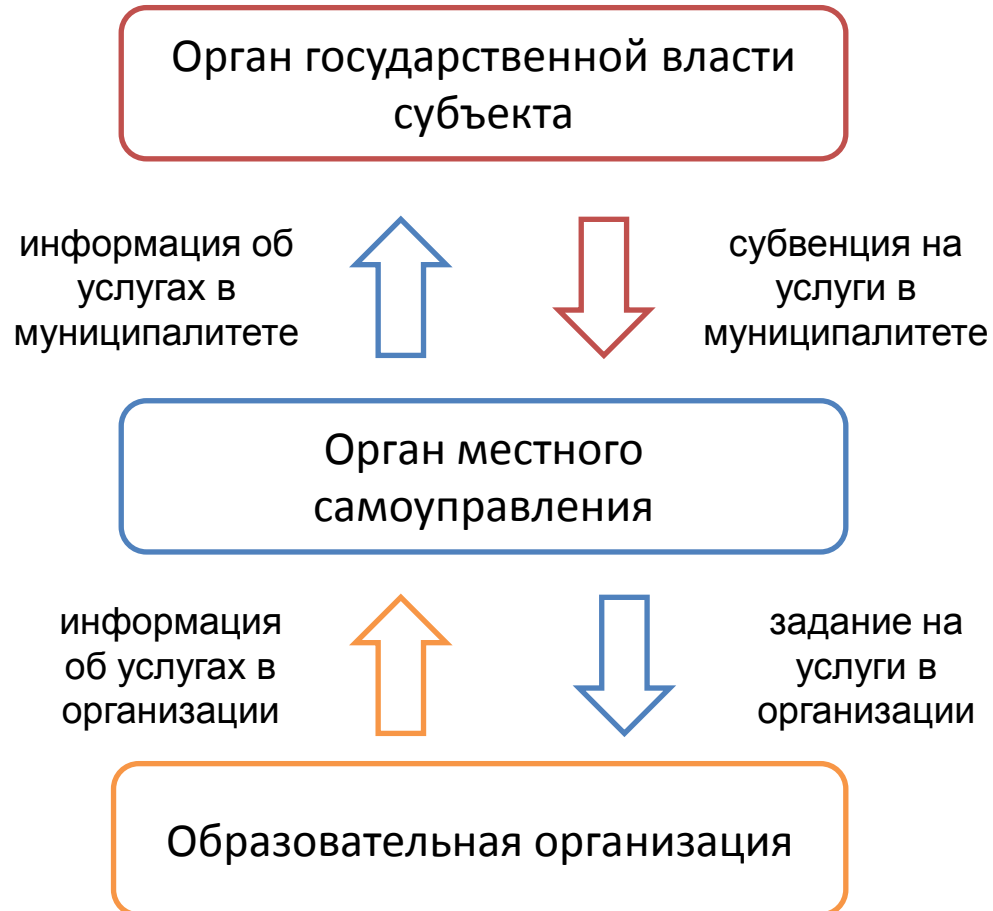 Орган государственной власти
субъекта
информация об
услугах в
муниципалитете
субвенция на
услуги в
муниципалитете
Орган местного
самоуправления
информация
об услугах в
организации
задание на
услуги в
организации
Образовательная организация